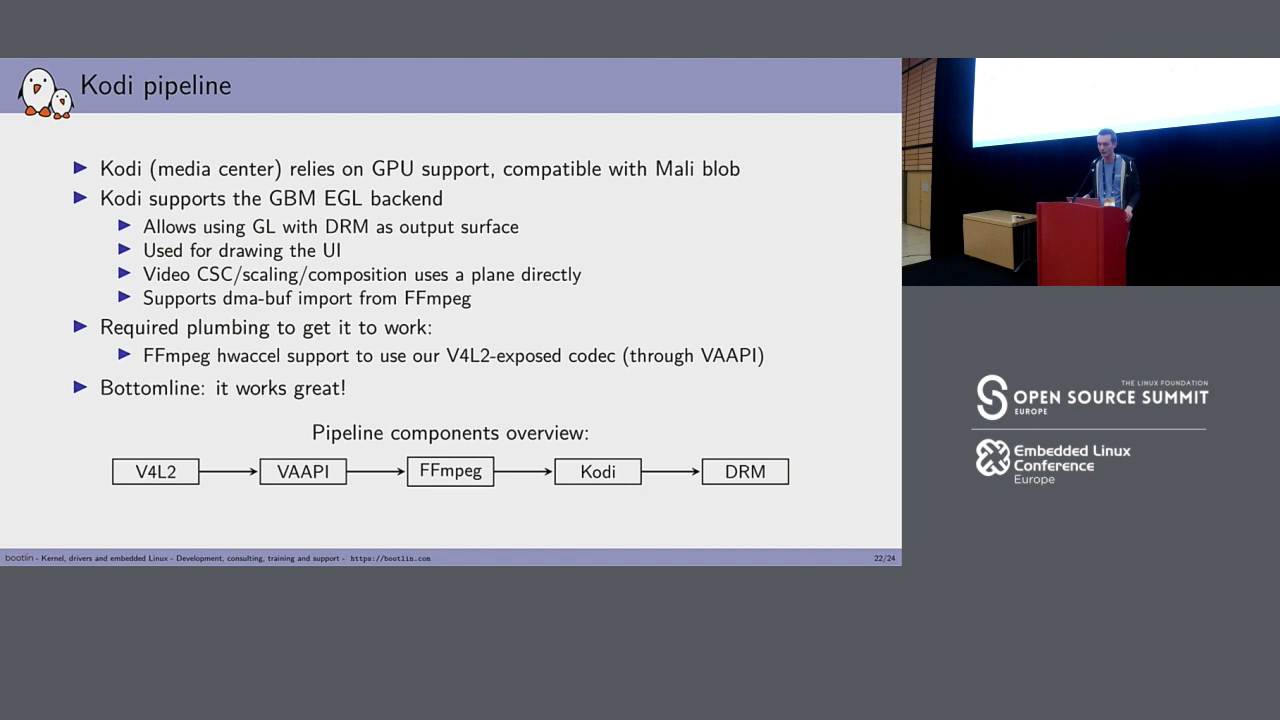 Kodi pipeline
Kodi (media center) relies on GPU support, compatible with Mali blob
Kodi supports the GBM EGL backend
Allows using GL with DRM as output surface
Used for drawing the UI
Video CSC/scaling/composition uses a plane directly
Supports dma-buf import from FFmpeg
Required plumbing to get it to work:
FFmpeg hwaccel support to use our V4L2-exposed codec (through VAAPI)
Bottomline: it works great!
Pipeline components overview:
V4L2 VAAPI FFmpeg Kodi DRM
bootlin - Kernel, drivers and embedded Linux - Development, consulting, training and support - https://bootlin.com 22/24
THE LINUX FOUNDATION
OPEN SOURCE SUMMIT
EUROPE
Embedded Linux
Conference
Europe